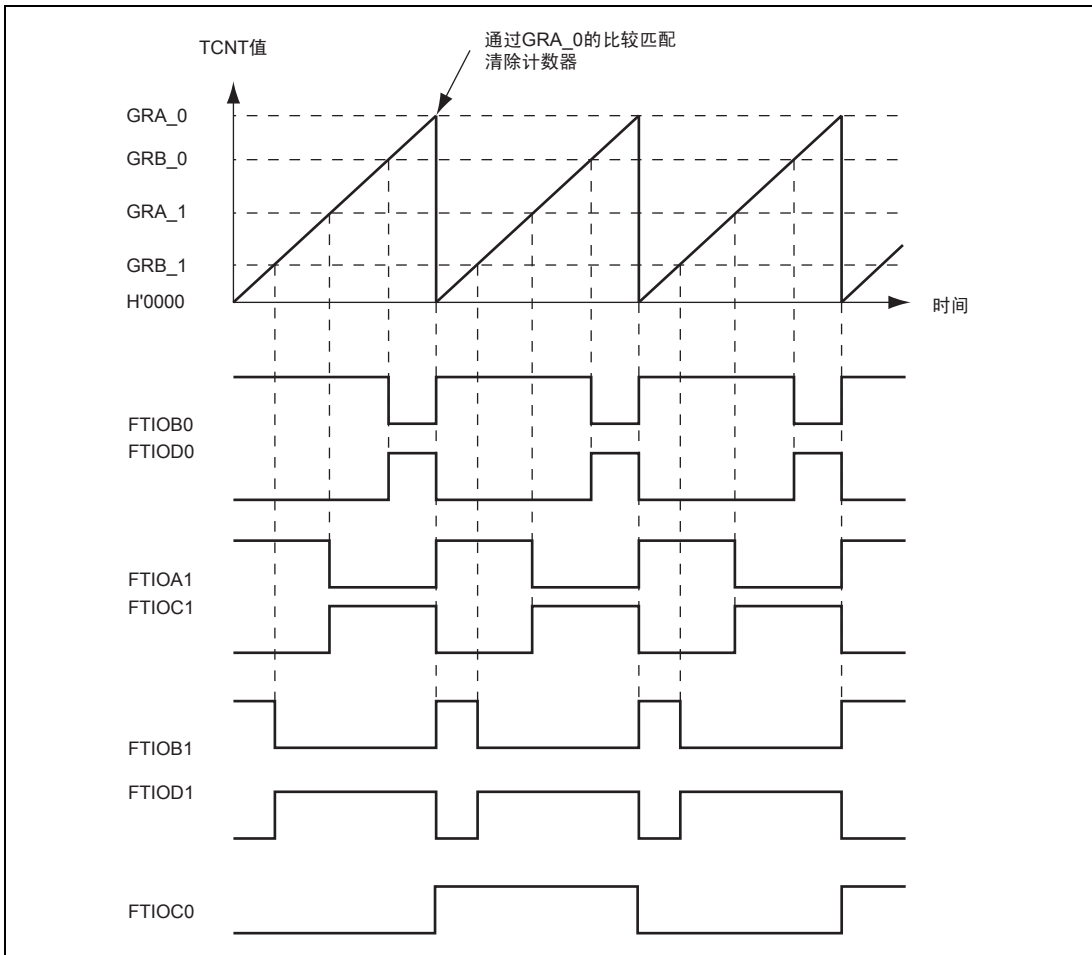 通过GRA_0的比较匹配
清除计数器
TCNT值
GRA_0
GRB_0
GRA_1
GRB_1
H'0000
时间
FTIOB0
FTIOD0
FTIOA1
FTIOC1
FTIOB1
FTIOD1
FTIOC0